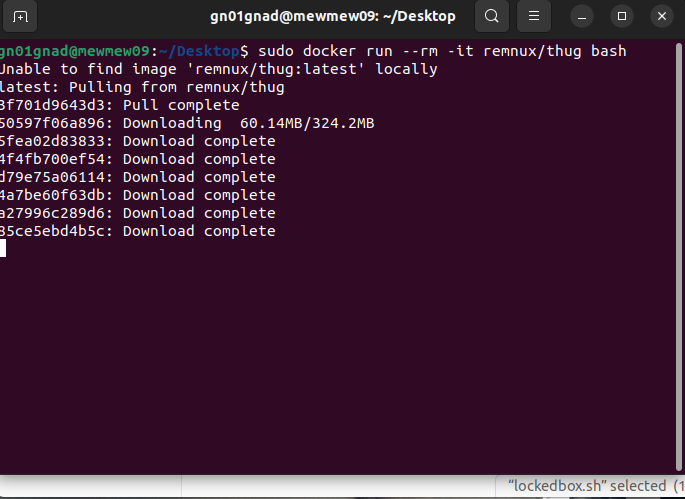 gn01gnad@mewmew09: ~/Desktop
gn01gnad@mewmew09:~/Desktop$ sudo docker run --rm -it remnux/thug bash
Unable to find image 'remnux/thug:latest' locally
latest: Pulling from remnux/thug
3f701d9643d3: Pull complete
50597f06a896: Downloading  60.14MB/324.2MB
5fea02d83833: Download complete
4f4fb700ef54: Download complete
d79e75a06114: Download complete
4a7be60f63db: Download complete
a27996c289d6: Download complete
85ce5ebd4b5c: Download complete
“lockedbox.sh” selected (1